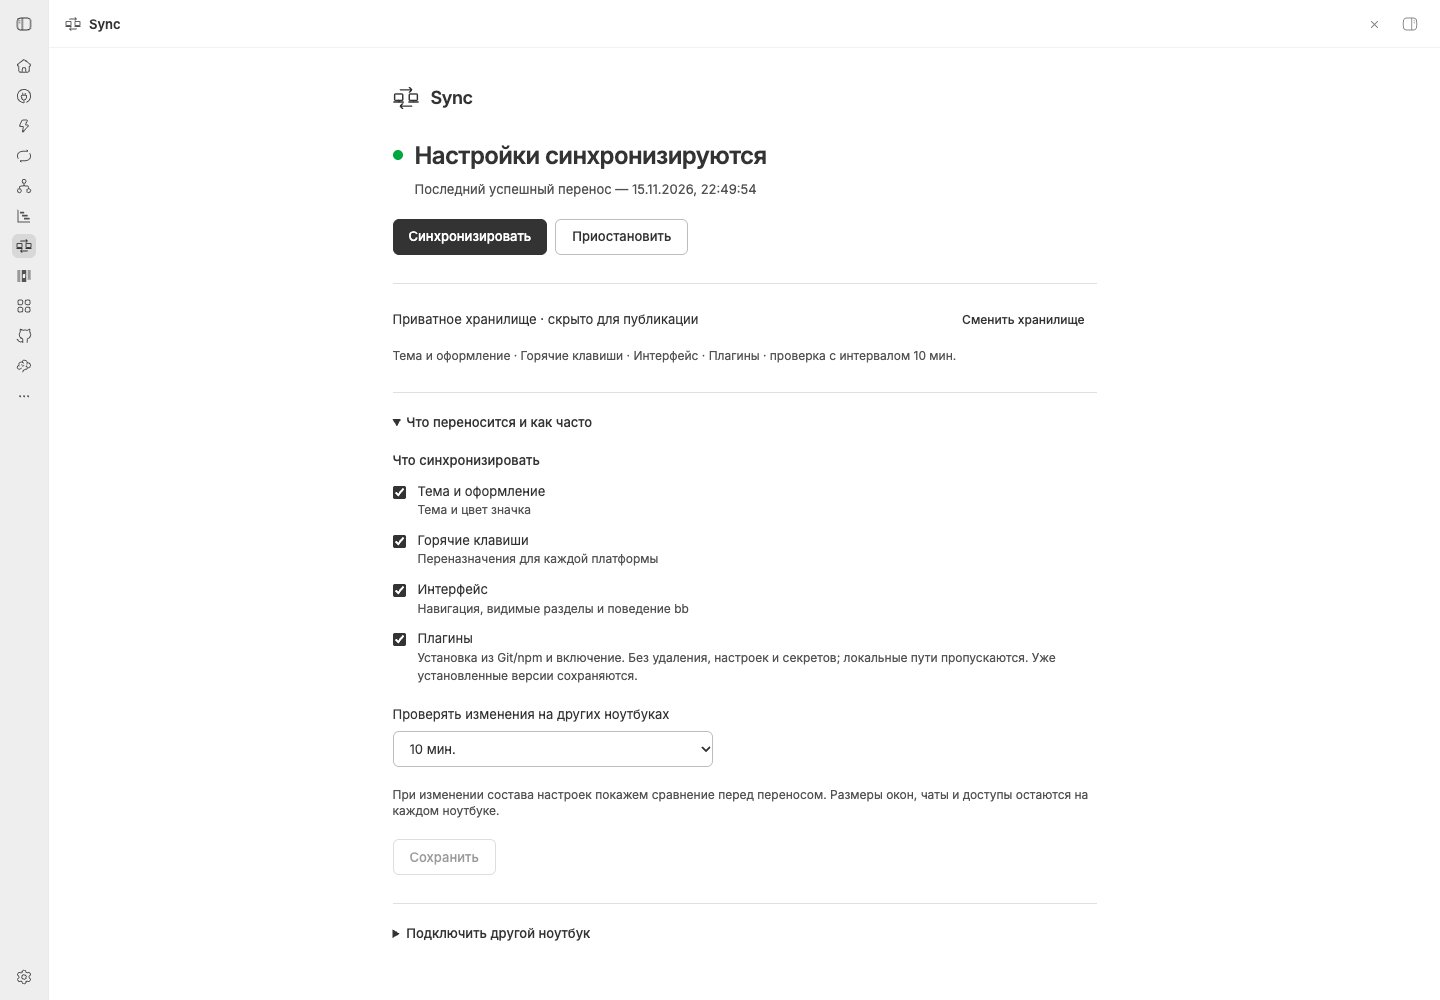 Sync
Sync
Настройки синхронизируются
Последний успешный перенос — 15.11.2026, 22:49:54
Синхронизировать
Приостановить
Приватное хранилище · скрыто для публикации
Сменить хранилище
Тема и оформление · Горячие клавиши · Интерфейс · Плагины · проверка с интервалом 10 мин.
Что переносится и как часто
Что синхронизировать
Тема и оформление
Тема и цвет значка
Горячие клавиши
Переназначения для каждой платформы
Интерфейс
Навигация, видимые разделы и поведение bb
Плагины
Установка из Git/npm и включение. Без удаления, настроек и секретов; локальные пути пропускаются. Уже
установленные версии сохраняются.
Проверять изменения на других ноутбуках
10 мин.
При изменении состава настроек покажем сравнение перед переносом. Размеры окон, чаты и доступы остаются на
каждом ноутбуке.
Сохранить
Подключить другой ноутбук